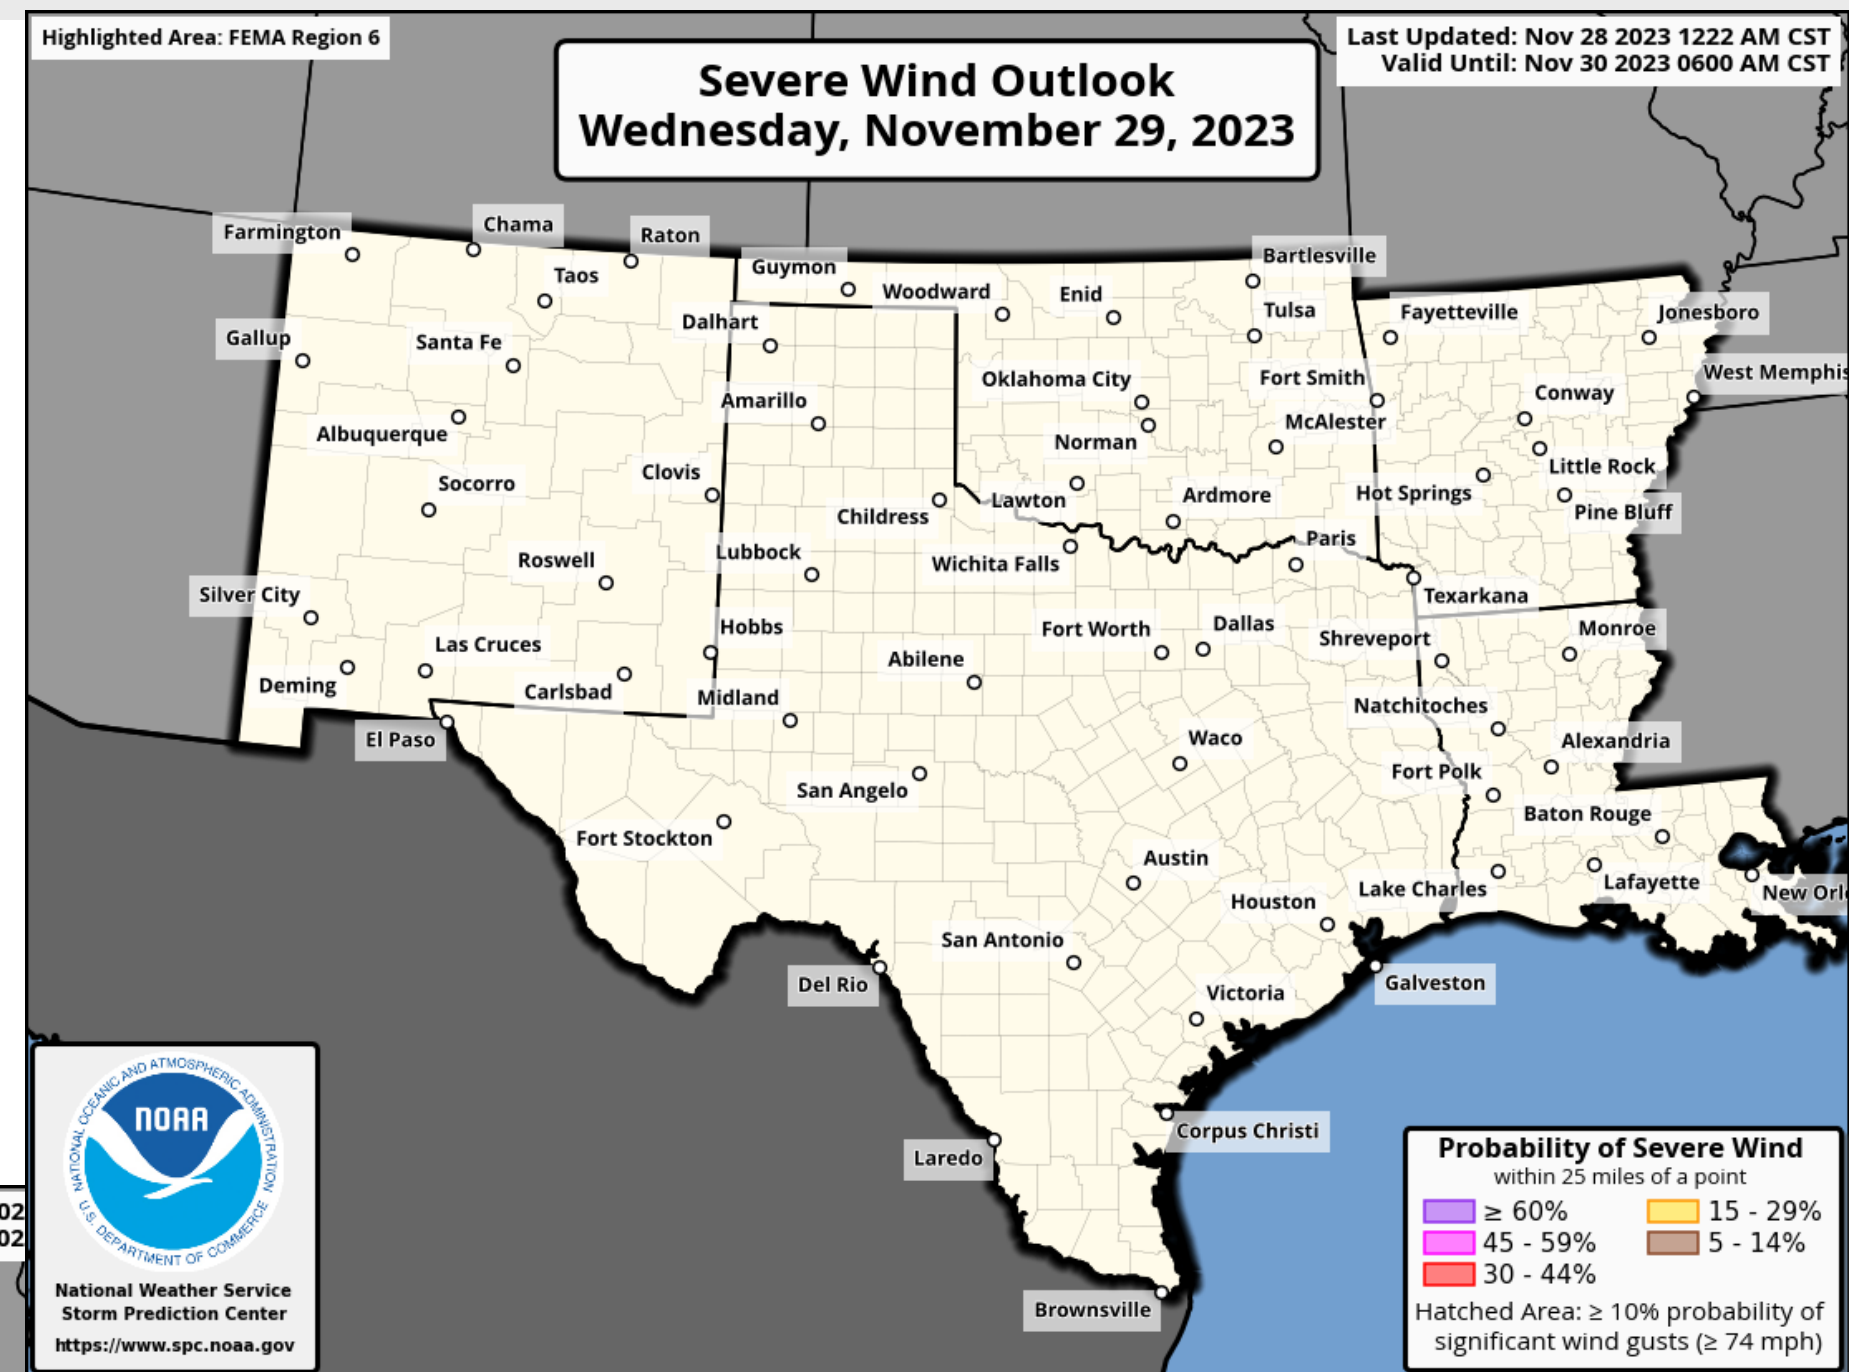 Highlighted Area: FEMA Region 6
Last Updated: Nov 28 2023 1222 AM CST
Valid Until: Nov 30 2023 0600 AM CST
Severe Wind Outlook
Wednesday, November 29, 2023
Farmington
Chama
Raton
Taos
Guymon
Woodward
Enid
Bartlesville
Tulsa
Fayetteville
Jonesboro
Gallup
Santa Fe
Dalhart
Oklahoma City
Fort Smith
Conway
West Memphis
Albuquerque
Amarillo
Norman
McAlester
Little Rock
Socorro
Clovis
Childress
Lawton
Ardmore
Hot Springs
Pine Bluff
Roswell
Lubbock
Wichita Falls
Paris
Texarkana
Silver City
Hobbs
Fort Worth
Dallas
Shreveport
Monroe
Las Cruces
Abilene
Deming
Carlsbad
Midland
Natchitoches
El Paso
Waco
Alexandria
San Angelo
Fort Polk
Fort Stockton
Baton Rouge
Austin
Lake Charles
Lafayette
Houston
New Orl
San Antonio
Del Rio
Victoria
Galveston
Corpus Christi
Laredo
Brownsville
02
02
NATIONAL OCEANIC AND ATMOSPHERIC ADMINISTRATION
NOAA
U.S. DEPARTMENT OF COMMERCE
National Weather Service
Storm Prediction Center
https://www.spc.noaa.gov
Probability of Severe Wind
within 25 miles of a point
≥ 60% 15 - 29%
45 - 59% 5 - 14%
30 - 44%
Hatched Area: ≥ 10% probability of
significant wind gusts (≥ 74 mph)